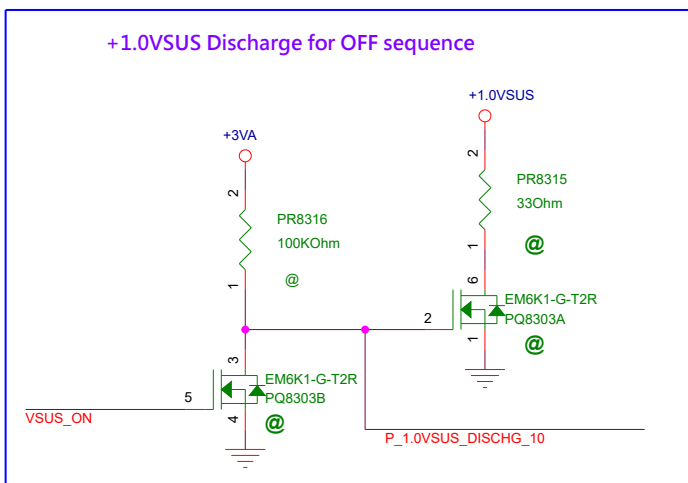 +1.0VSUS Discharge for OFF sequence
+1.0VSUS
+3VA
2
PR8315
33Ohm
2
PR8316
100KOhm
1
@
1
@
6
EM6K1-G-T2R
2
PQ8303A
1
@
3
EM6K1-G-T2R
5
PQ8303B
4
@
VSUS_ON
P_1.0VSUS_DISCHG_10